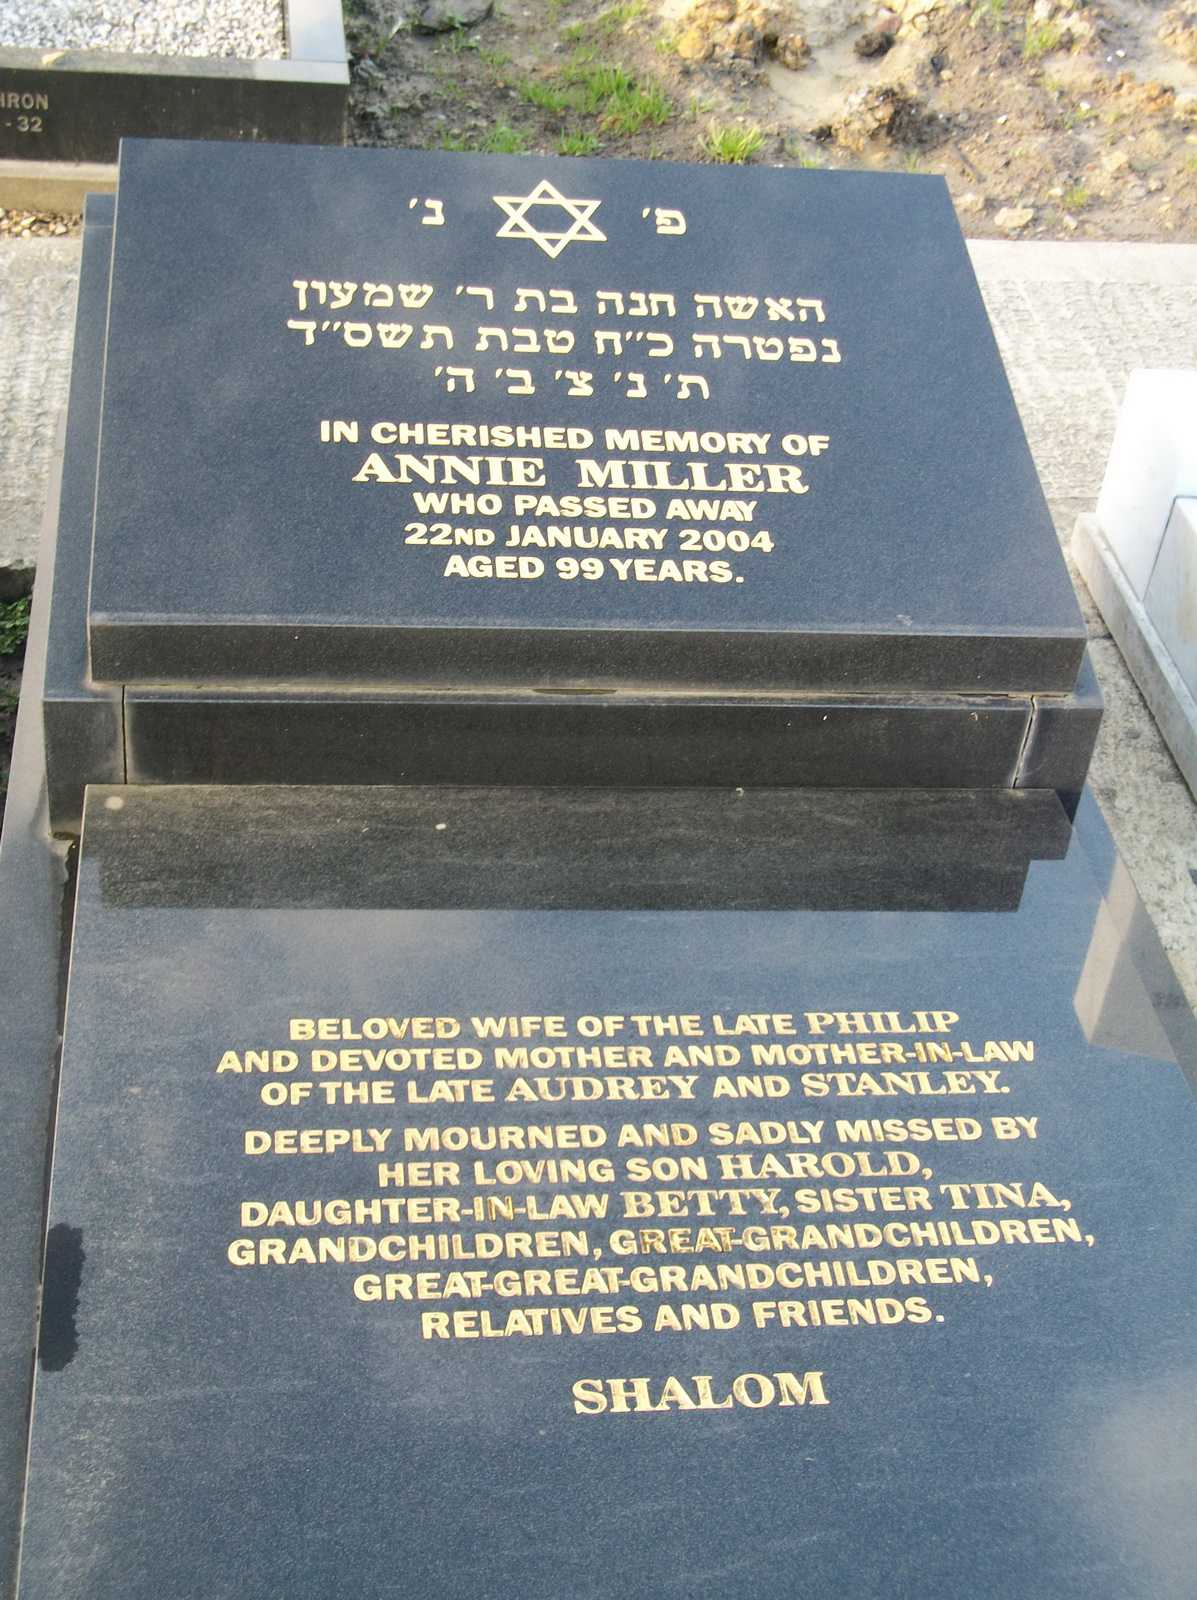 HRON
- 32
פ׳ נ׳
האשה חנה בת ר׳ שמעון
נפטרה כ״ח טבת תשס״ד
ת׳ נ׳ צ׳ ב׳ ה׳
IN CHERISHED MEMORY OF
ANNIE MILLER
WHO PASSED AWAY
22ND JANUARY 2004
AGED 99 YEARS.
BELOVED WIFE OF THE LATE PHILIP
AND DEVOTED MOTHER AND MOTHER-IN-LAW
OF THE LATE AUDREY AND STANLEY.
DEEPLY MOURNED AND SADLY MISSED BY
HER LOVING SON HAROLD,
DAUGHTER-IN-LAW BETTY, SISTER TINA,
GRANDCHILDREN, GREAT-GRANDCHILDREN,
GREAT-GREAT-GRANDCHILDREN,
RELATIVES AND FRIENDS.
SHALOM